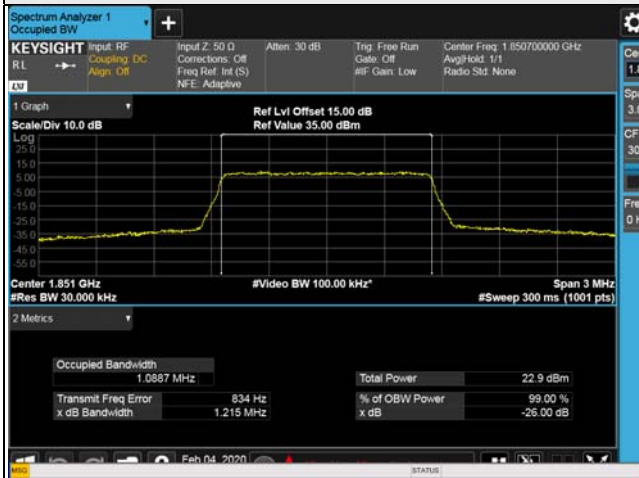 Spectrum Analyzer 1
Occupied BW
KEYSIGHT
RL
Input: RF
Coupling: DC
Align: Off
Input Z: 50 Ω
Corrections: Off
Freq Ref: Int (S)
NFE: Adaptive
Atten: 30 dB
Trig: Free Run
Gate: Off
#IF Gain: Low
Center Freq: 1.850700000 GHz
Avg|Hold: 1/1
Radio Std: None
LXI
1 Graph
Scale/Div 10.0 dB
Ref Lvl Offset 15.00 dB
Ref Value 35.00 dBm
Log
25.0
15.0
5.00
-5.00
-15.0
-25.0
-35.0
-45.0
-55.0
Center 1.851 GHz
#Res BW 30.000 kHz
#Video BW 100.00 kHz*
Span 3 MHz
#Sweep 300 ms (1001 pts)
2 Metrics
Occupied Bandwidth
1.0887 MHz
Transmit Freq Error 834 Hz
x dB Bandwidth 1.215 MHz
Total Power 22.9 dBm
% of OBW Power 99.00 %
x dB -26.00 dB
Feb 04, 2020
MSG
STATUS